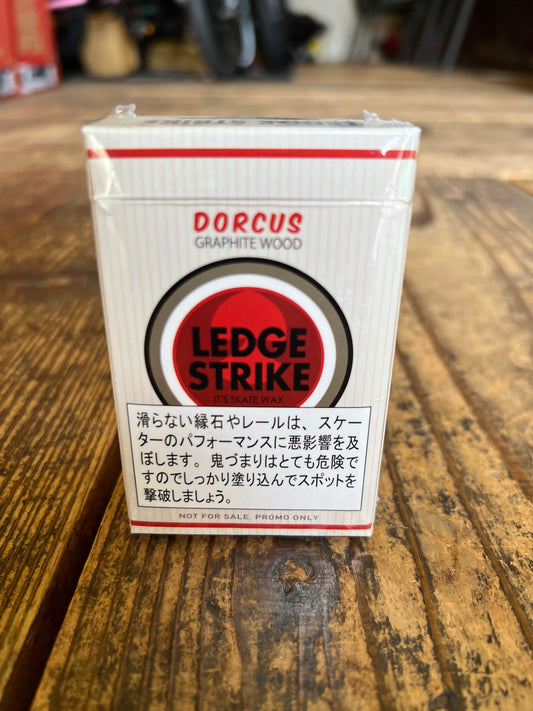 DORCUS
GRAPHITE WOOD
LEDGE
STRIKE
IT'S SKATE WAX
滑らない縁石やレールは、スケー
ターのパフォーマンスに悪影響を及
ぼします。鬼づまりはとても危険で
すのでしっかり塗り込んでスポットを
撃破しましょう。
NOT FOR SALE. PROMO ONLY